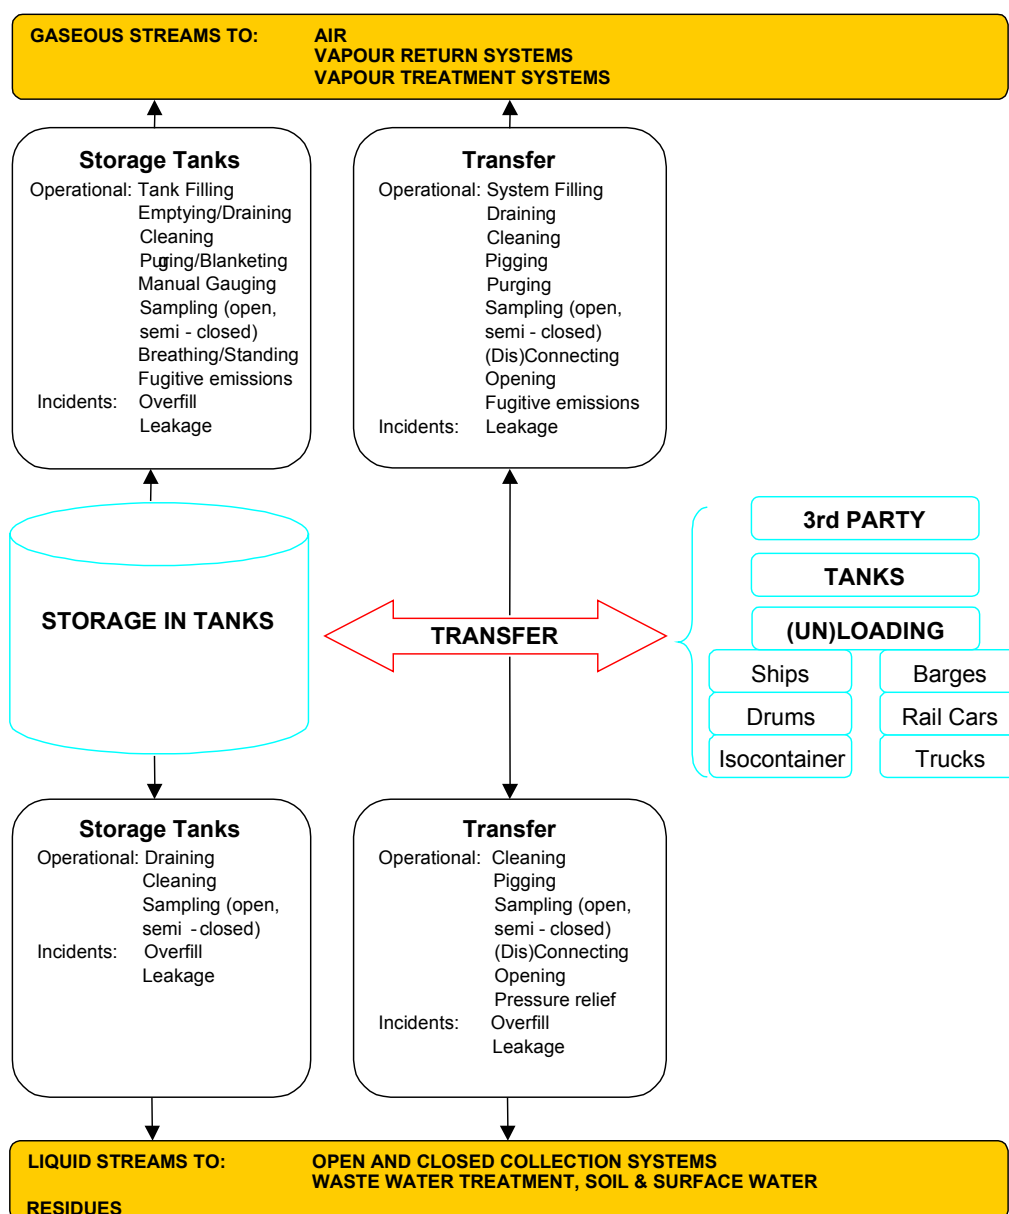 GASEOUS STREAMS TO: AIR
VAPOUR RETURN SYSTEMS
VAPOUR TREATMENT SYSTEMS
Storage Tanks
Operational: Tank Filling
Emptying/Draining
Cleaning
Purging/Blanketing
Manual Gauging
Sampling (open,
semi - closed)
Breathing/Standing
Fugitive emissions
Incidents: Overfill
Leakage
Transfer
Operational: System Filling
Draining
Cleaning
Pigging
Purging
Sampling (open,
semi - closed)
(Dis)Connecting
Opening
Fugitive emissions
Incidents: Leakage
STORAGE IN TANKS
TRANSFER
3rd PARTY
TANKS
(UN)LOADING
Ships Barges
Drums Rail Cars
Isocontainer Trucks
Storage Tanks
Operational: Draining
Cleaning
Sampling (open,
semi - closed)
Incidents: Overfill
Leakage
Transfer
Operational: Cleaning
Pigging
Sampling (open,
semi - closed)
(Dis)Connecting
Opening
Pressure relief
Incidents: Overfill
Leakage
LIQUID STREAMS TO: OPEN AND CLOSED COLLECTION SYSTEMS
WASTE WATER TREATMENT, SOIL & SURFACE WATER
RESIDUES